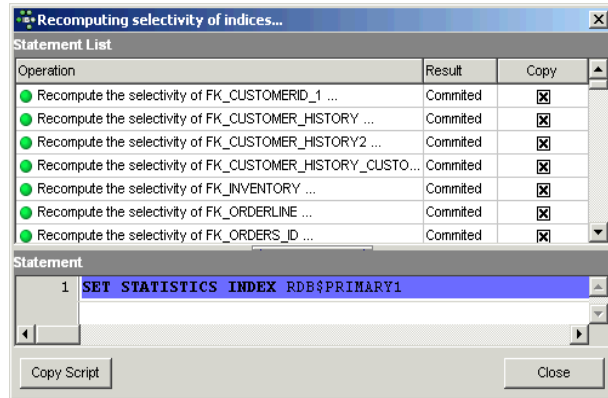 Recomputing selectivity of indices...
Statement List
Operation Result Copy
Recompute the selectivity of FK_CUSTOMERID_1 ... Commited
Recompute the selectivity of FK_CUSTOMER_HISTORY ... Commited
Recompute the selectivity of FK_CUSTOMER_HISTORY2 ... Commited
Recompute the selectivity of FK_CUSTOMER_HISTORY_CUSTO... Commited
Recompute the selectivity of FK_INVENTORY ... Commited
Recompute the selectivity of FK_ORDERLINE ... Commited
Recompute the selectivity of FK_ORDERS_ID ... Commited
Statement
1 SET STATISTICS INDEX RDB$PRIMARY1
Copy Script Close